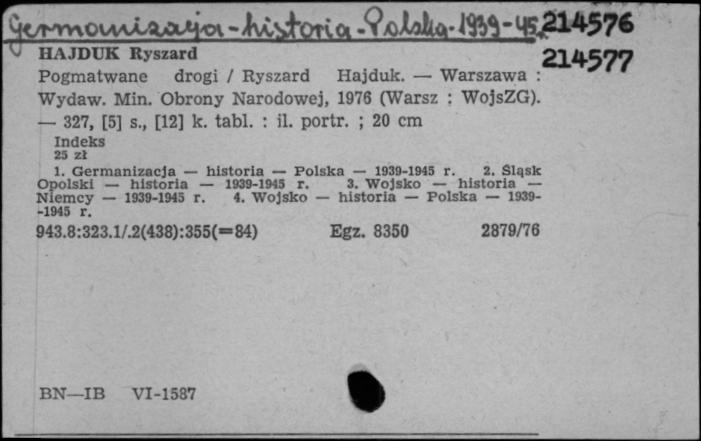 Germanizacja - historia - Polska - 1939-45. 214576
HAJDUK Ryszard 214577
Pogmatwane drogi / Ryszard Hajduk. — Warszawa :
Wydaw. Min. Obrony Narodowej, 1976 (Warsz : WojsZG).
— 327, [5] s., [12] k. tabl. : il. portr. ; 20 cm
Indeks
25 zł
1. Germanizacja — historia — Polska — 1939-1945 r. 2. Śląsk
Opolski — historia — 1939-1945 r. 3. Wojsko — historia —
Niemcy — 1939-1945 r. 4. Wojsko — historia — Polska — 1939-
-1945 r.
943.8:323.1/.2(438):355(=84) Egz. 8350 2879/76
BN—IB VI-1587